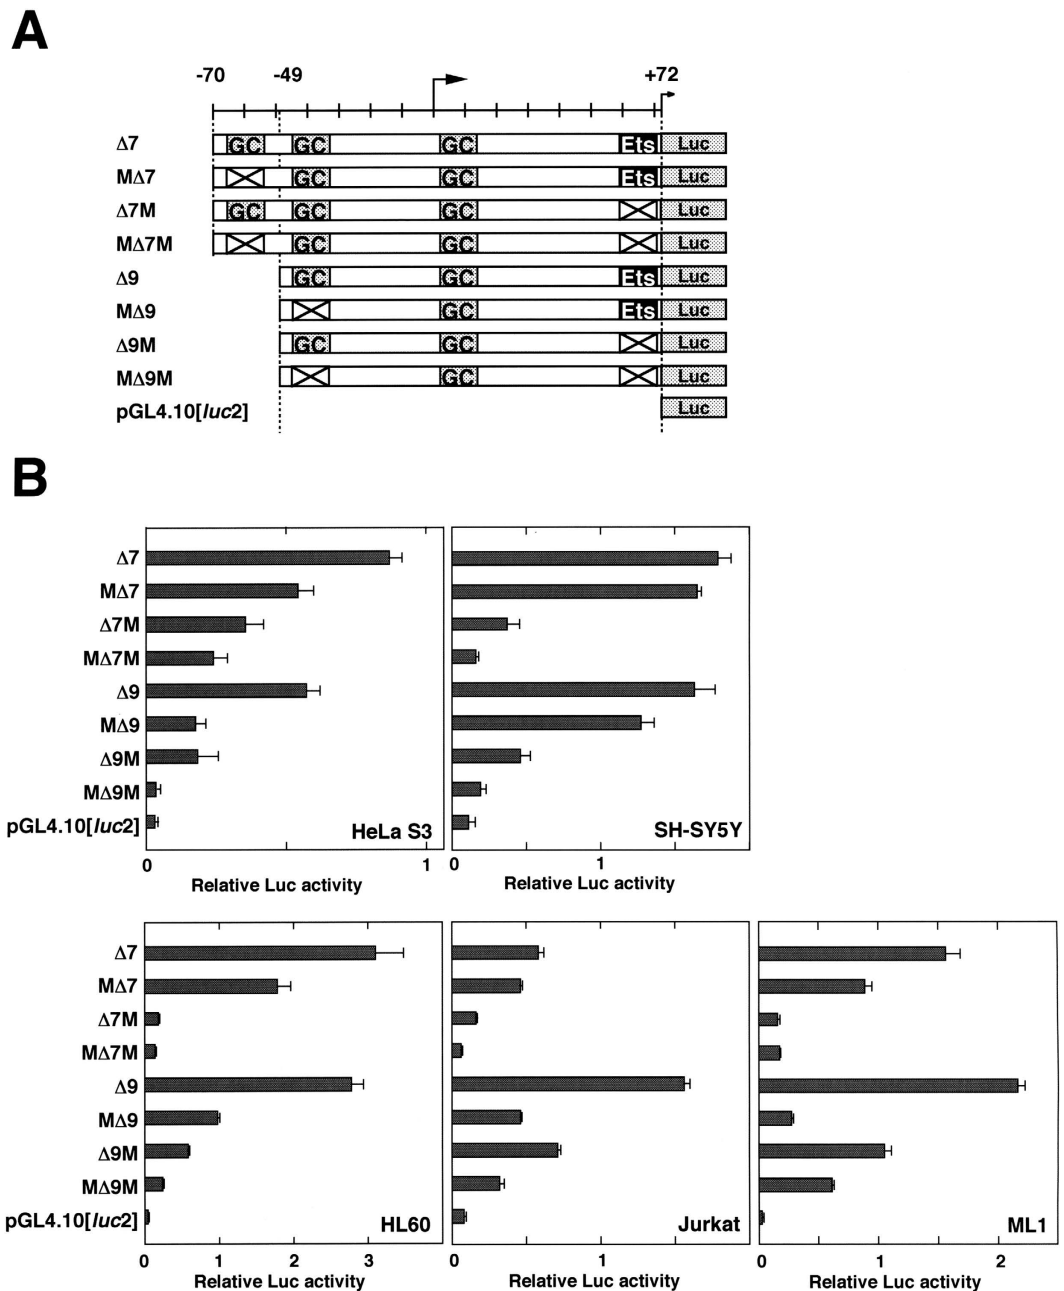 A
-70 -49 +72
Δ7 GC GC GC Ets Luc
MΔ7 GC GC Ets Luc
Δ7M GC GC GC Luc
MΔ7M GC GC Luc
Δ9 GC GC Ets Luc
MΔ9 GC Ets Luc
Δ9M GC GC Luc
MΔ9M GC Luc
pGL4.10[luc2] Luc
B
Δ7
MΔ7
Δ7M
MΔ7M
Δ9
MΔ9
Δ9M
MΔ9M
pGL4.10[luc2]
HeLa S3
0 1
Relative Luc activity
SH-SY5Y
0 1
Relative Luc activity
Δ7
MΔ7
Δ7M
MΔ7M
Δ9
MΔ9
Δ9M
MΔ9M
pGL4.10[luc2]
HL60
0 1 2 3
Relative Luc activity
Jurkat
0 1
Relative Luc activity
ML1
0 1 2
Relative Luc activity